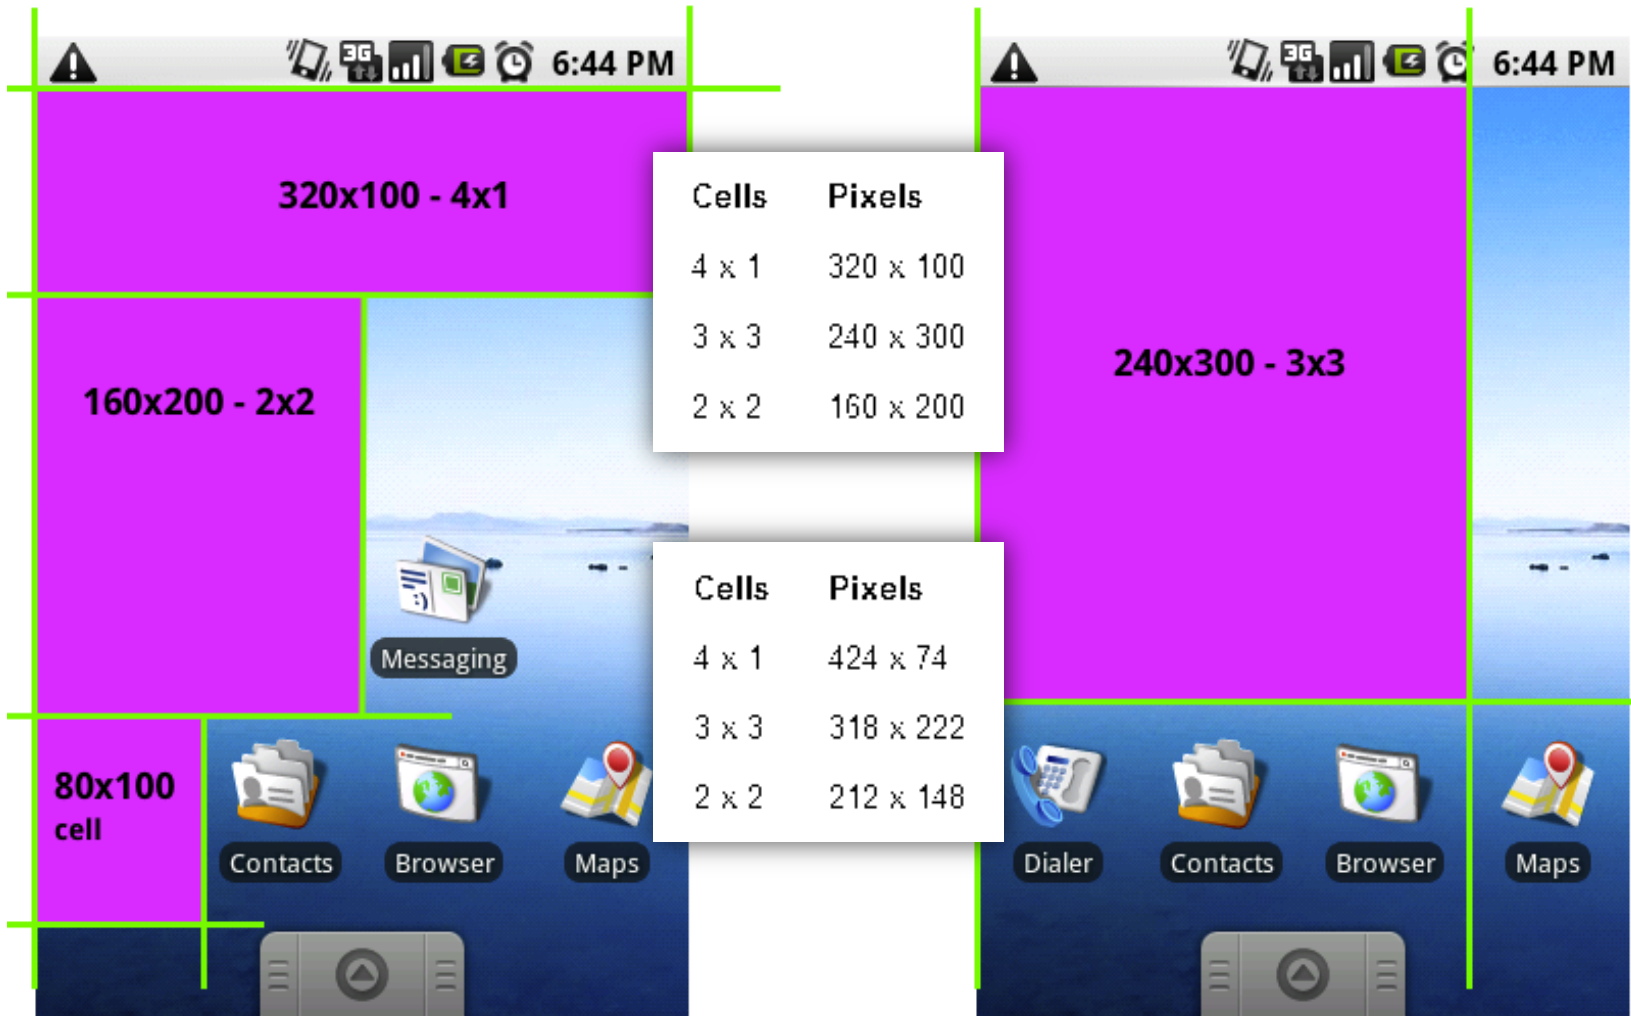 3G 6:44 PM
320x100 - 4x1
160x200 - 2x2
Messaging
80x100
cell
Contacts Browser Maps
Cells Pixels
4 x 1 320 x 100
3 x 3 240 x 300
2 x 2 160 x 200
Cells Pixels
4 x 1 424 x 74
3 x 3 318 x 222
2 x 2 212 x 148
3G 6:44 PM
240x300 - 3x3
Dialer Contacts Browser Maps